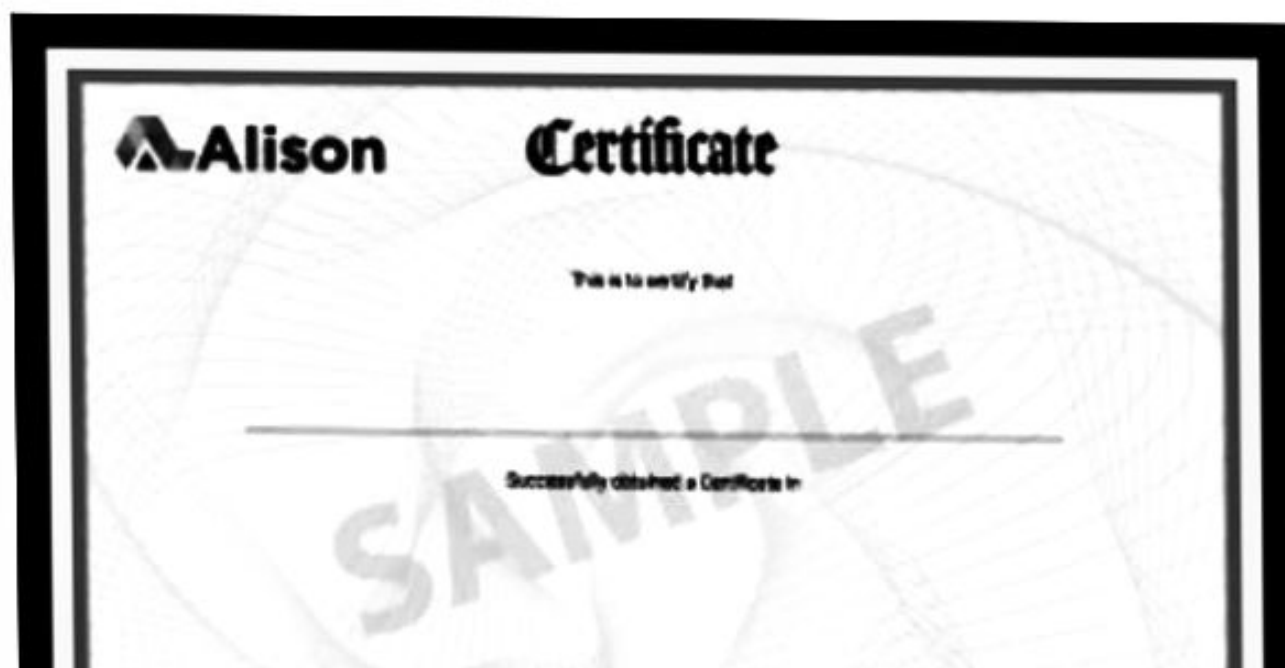 Alison
Certificate
This is to certify that
SAMPLE
Successfully obtained a Certificate in